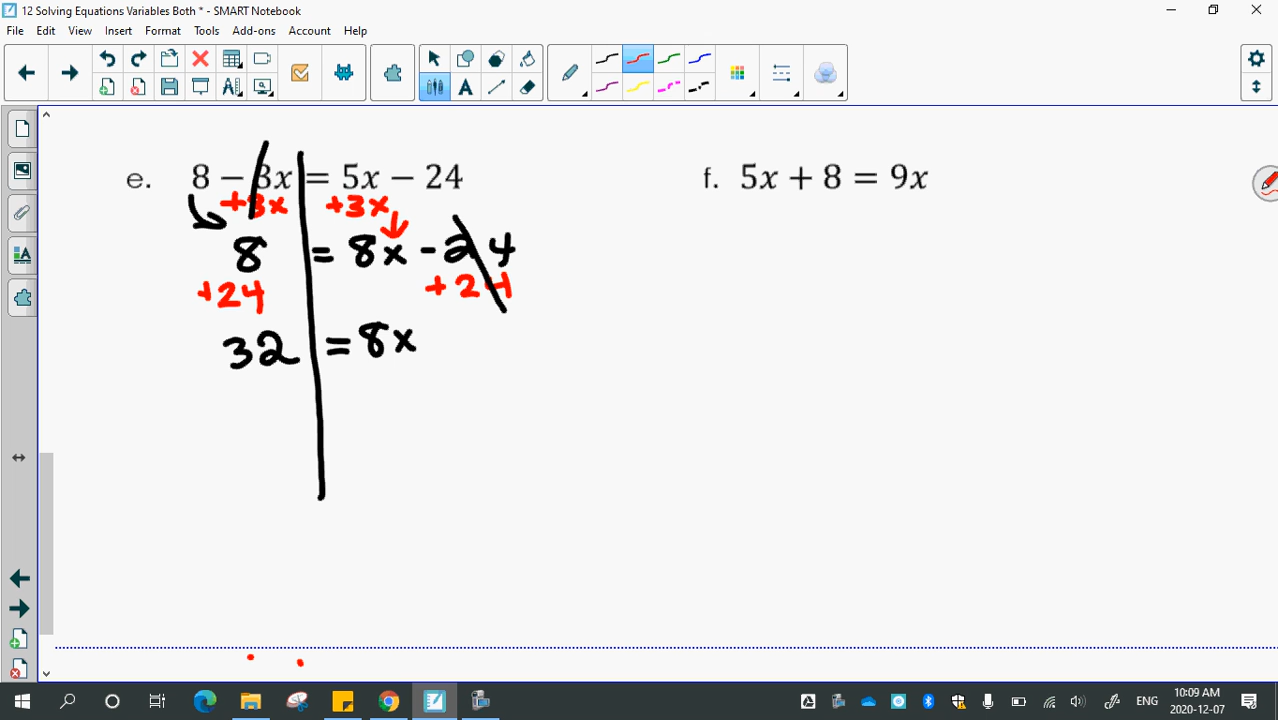 12 Solving Equations Variables Both * - SMART Notebook
File Edit View Insert Format Tools Add-ons Account Help
e. 8 − 3x = 5x − 24
+3x +3x
8 = 8x - 24
+24 +24
32 = 8x
f. 5x + 8 = 9x
ENG
10:09 AM
2020-12-07